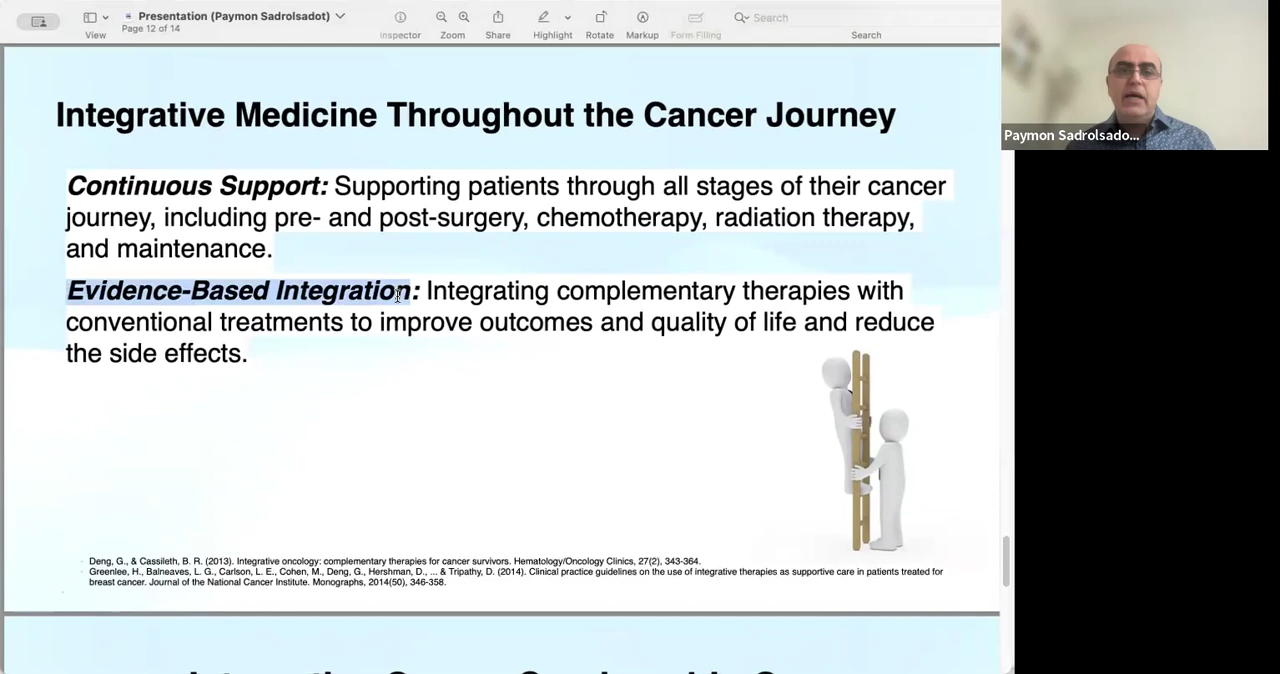 Presentation (Paymon Sadrolsadot)
Page 12 of 14
View
Inspector
Zoom
Share
Highlight
Rotate
Markup
Form Filling
Search
Search
Paymon Sadrolsado...
Integrative Medicine Throughout the Cancer Journey
Continuous Support: Supporting patients through all stages of their cancer
journey, including pre- and post-surgery, chemotherapy, radiation therapy,
and maintenance.
Evidence-Based Integration: Integrating complementary therapies with
conventional treatments to improve outcomes and quality of life and reduce
the side effects.
Deng, G., & Cassileth, B. R. (2013). Integrative oncology: complementary therapies for cancer survivors. Hematology/Oncology Clinics, 27(2), 343-364.
Greenlee, H., Balneaves, L. G., Carlson, L. E., Cohen, M., Deng, G., Hershman, D., ... & Tripathy, D. (2014). Clinical practice guidelines on the use of integrative therapies as supportive care in patients treated for
breast cancer. Journal of the National Cancer Institute. Monographs, 2014(50), 346-358.